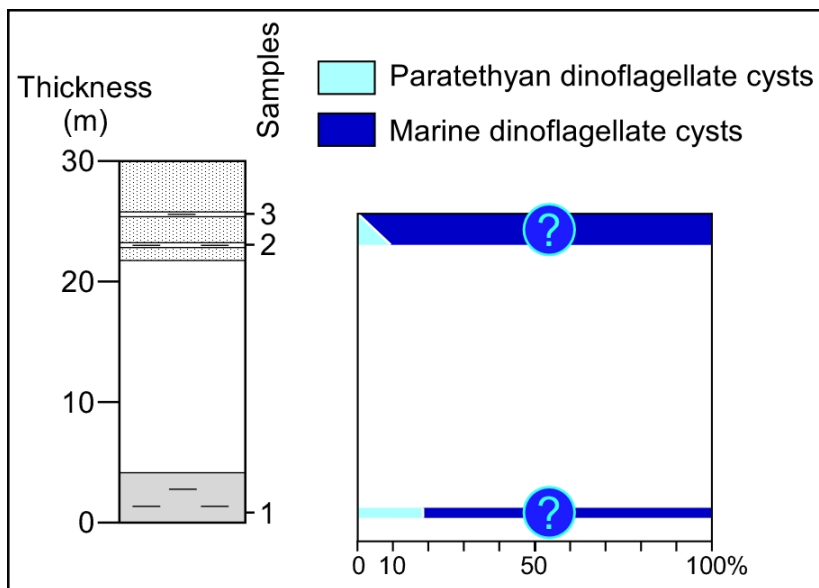 Thickness
(m)
Samples
Paratethyan dinoflagellate cysts
Marine dinoflagellate cysts
30
3
2
20
10
1
0
?
?
0 10 50 100%